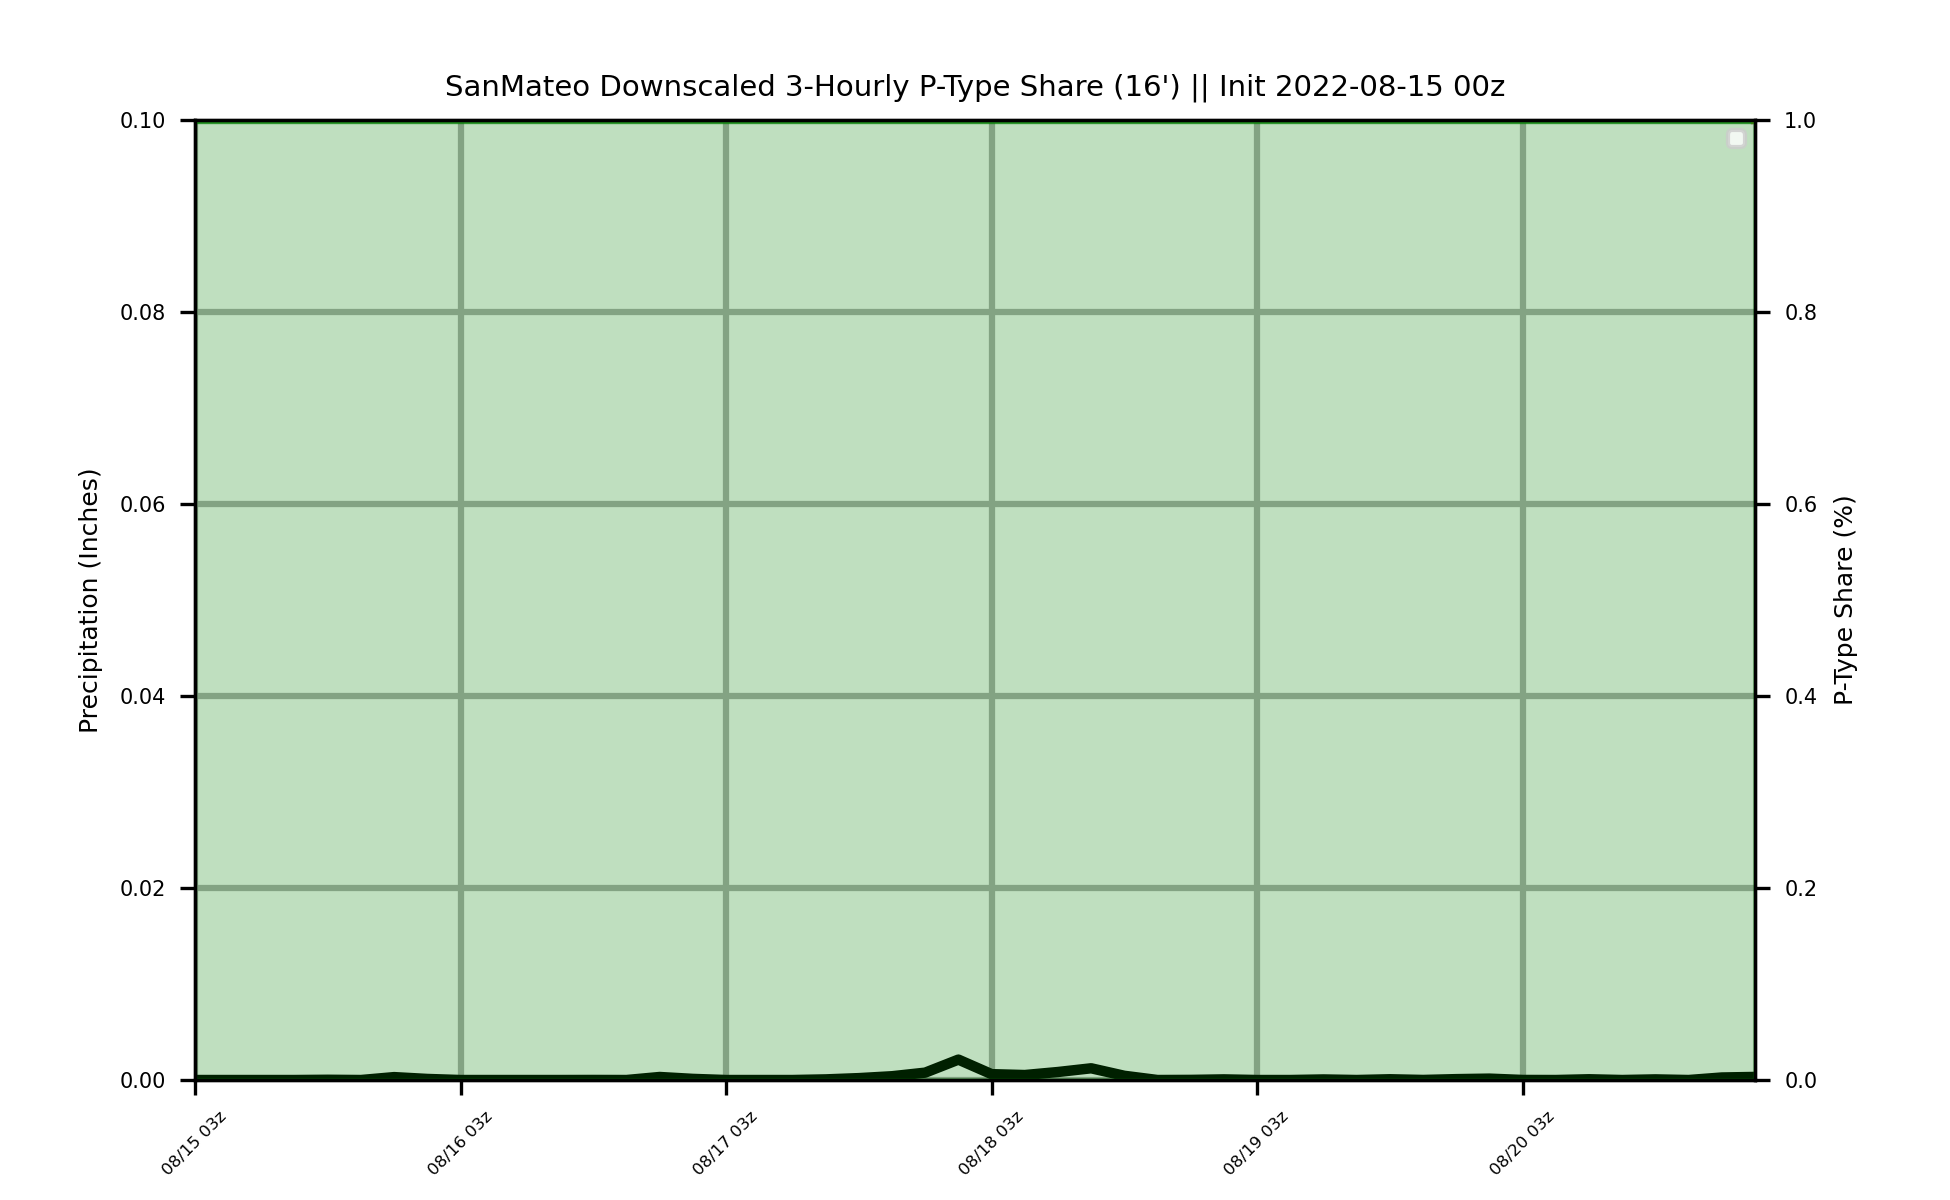 SanMateo Downscaled 3-Hourly P-Type Share (16') || Init 2022-08-15 00z
0.10
0.08
0.06
0.04
0.02
0.00
Precipitation (Inches)
1.0
0.8
0.6
0.4
0.2
0.0
P-Type Share (%)
08/15 03z
08/16 03z
08/17 03z
08/18 03z
08/19 03z
08/20 03z